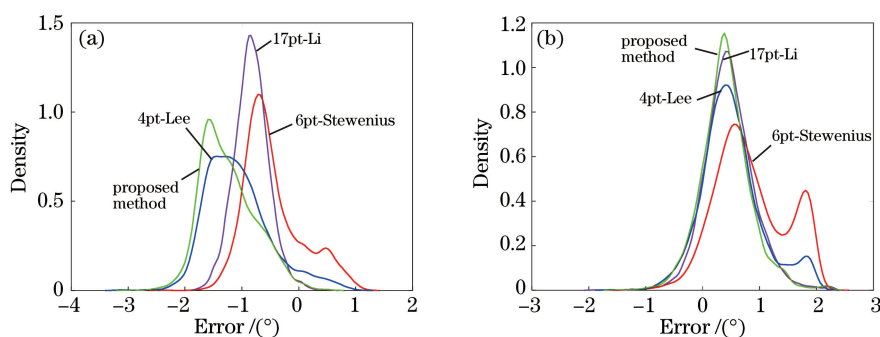 (a)
1.5
1.0
0.5
0
Density
17pt-Li
4pt-Lee
6pt-Stewenius
proposed
method
−4 −3 −2 −1 0 1 2
Error /(°)
(b)
1.2
1.0
0.8
0.6
0.4
0.2
0
Density
proposed
method
17pt-Li
4pt-Lee
6pt-Stewenius
−3 −2 −1 0 1 2 3
Error /(°)